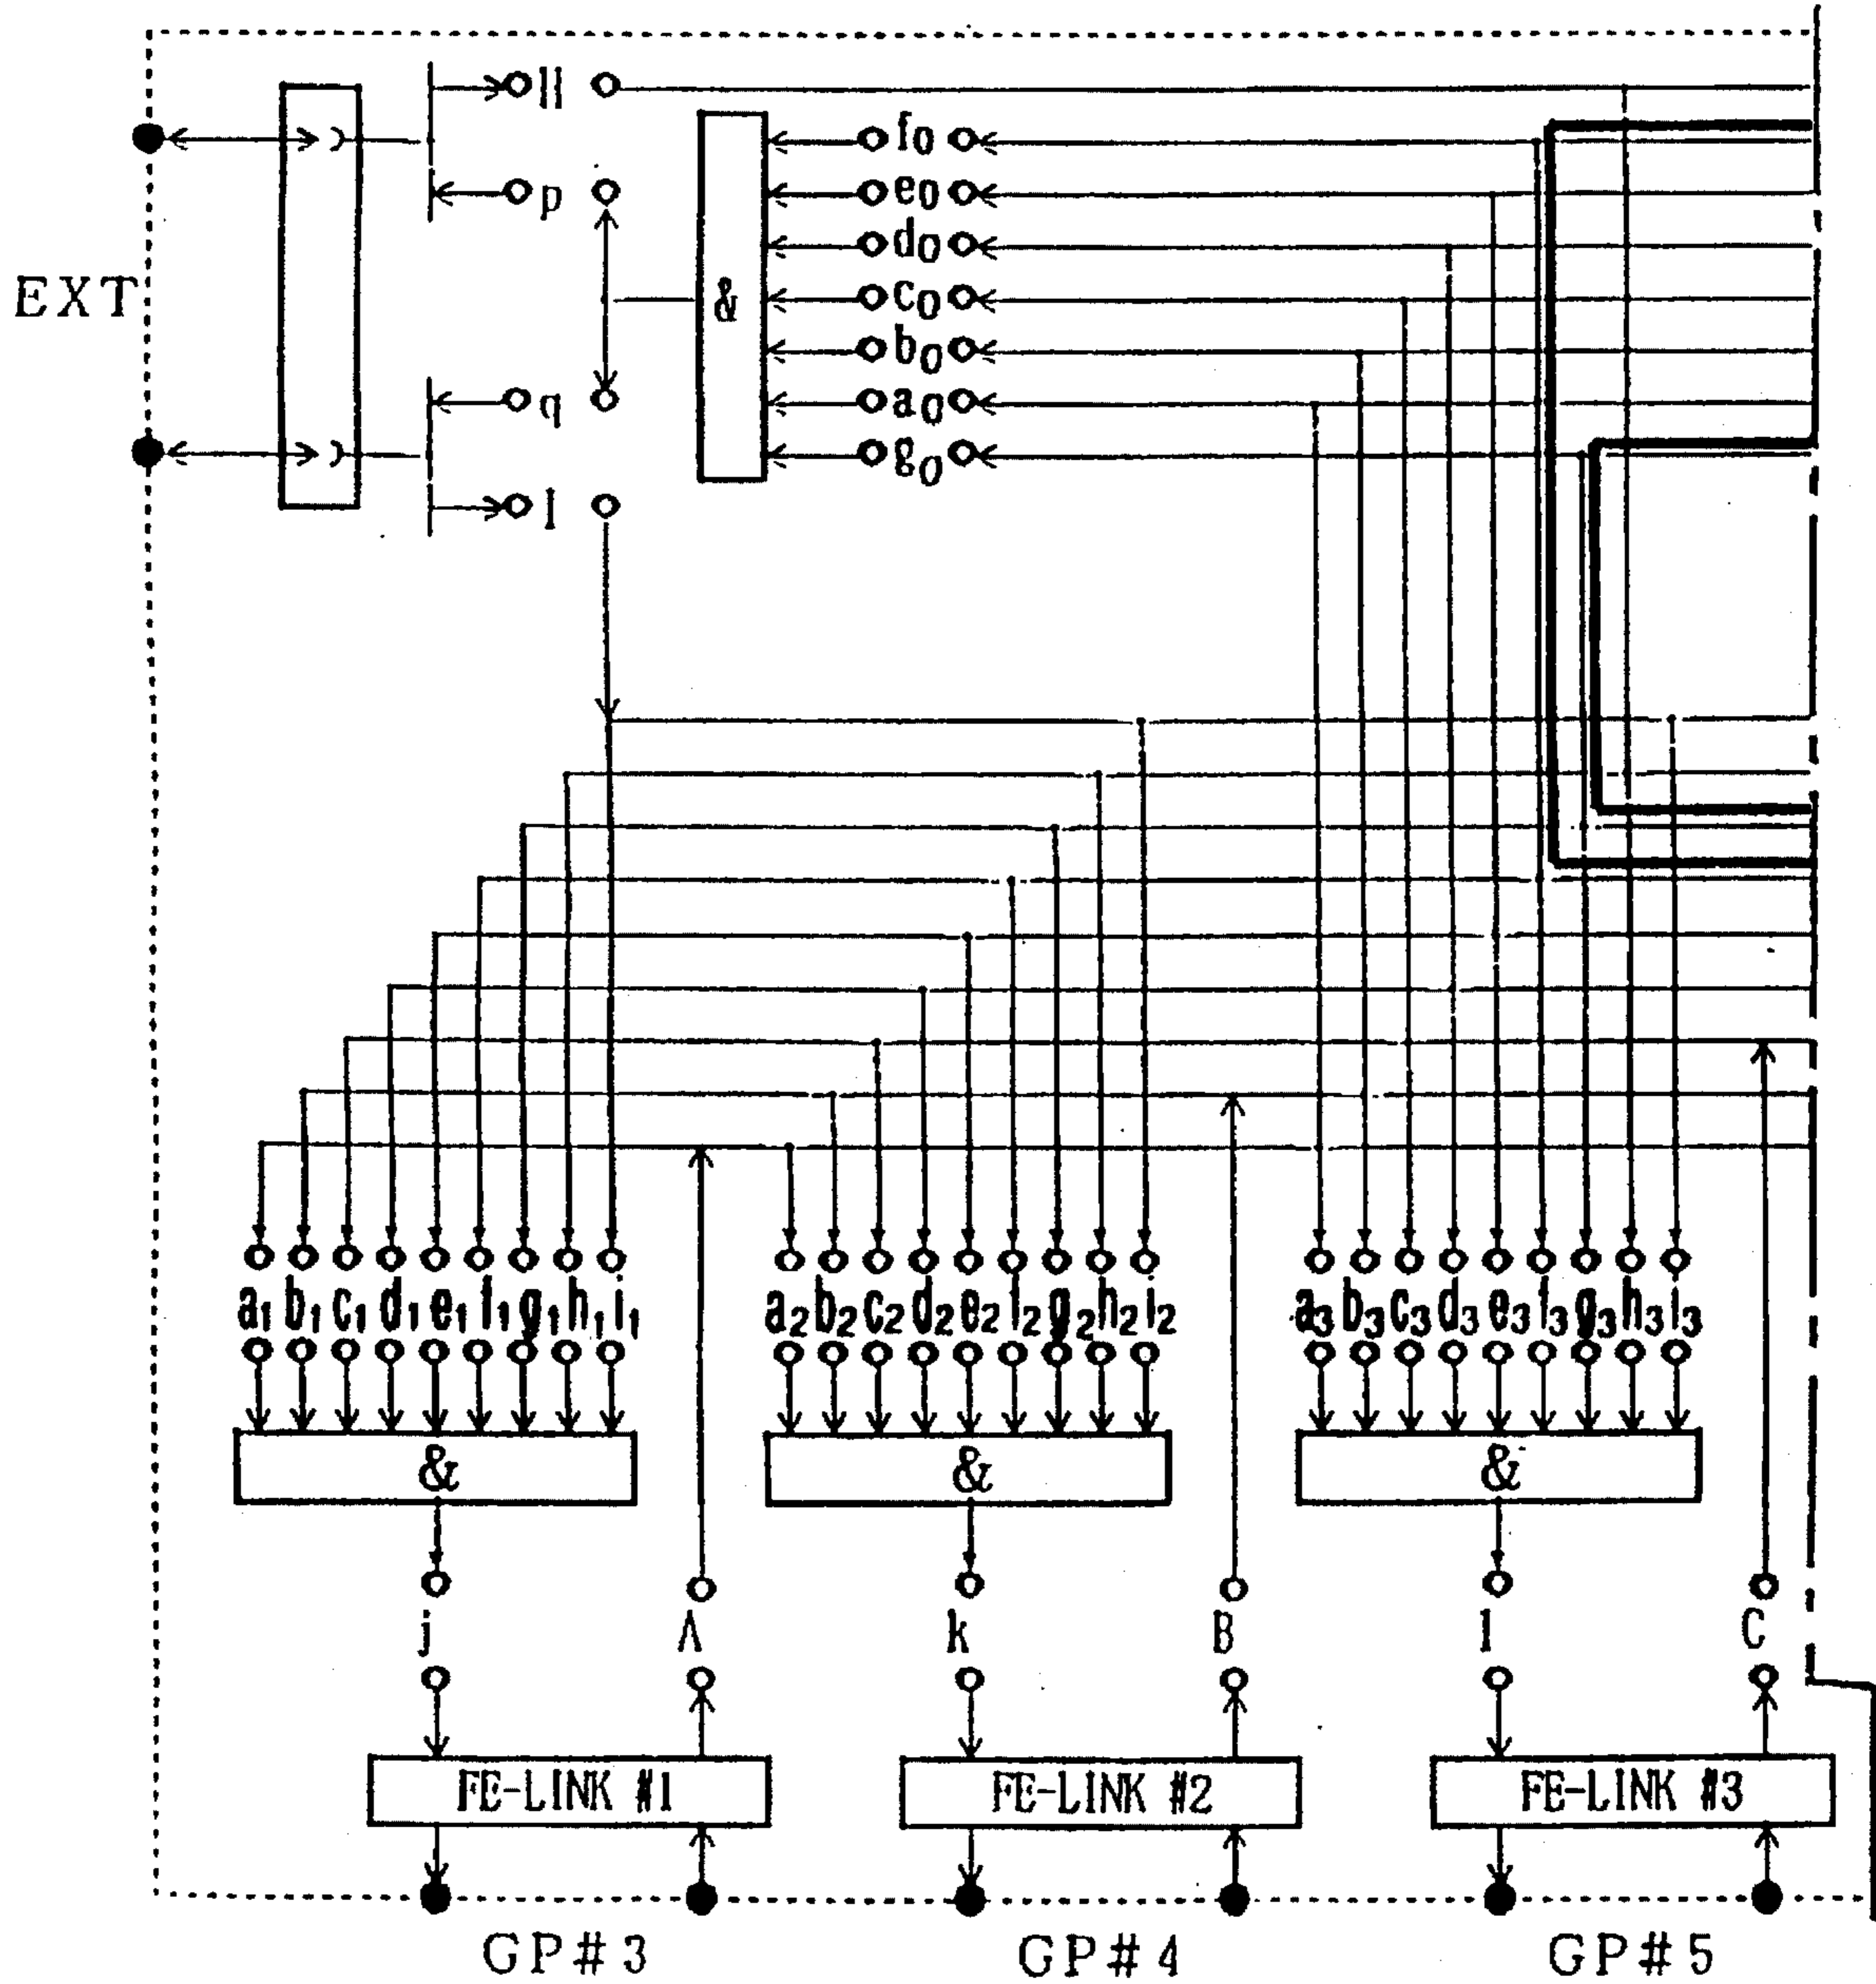 ll
f0
p
e0
d0
EXT
&
c0
b0
q
a0
g0
l
a1 b1 c1 d1 e1 f1 g1 h1 i1
a2 b2 c2 d2 e2 f2 g2 h2 i2
a3 b3 c3 d3 e3 f3 g3 h3 i3
&
&
&
j
A
k
B
l
C
FE-LINK #1
FE-LINK #2
FE-LINK #3
GP#3
GP#4
GP#5